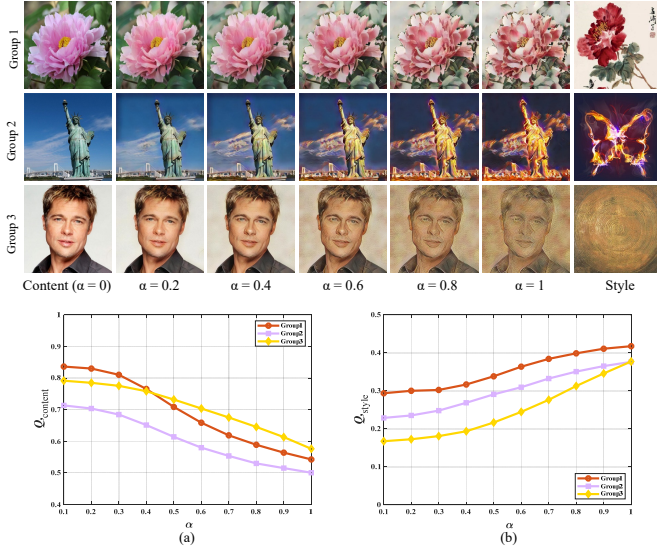 Group 1
Group 2
Group 3
Content (α = 0)
α = 0.2
α = 0.4
α = 0.6
α = 0.8
α = 1
Style
1
0.9
0.8
0.7
0.6
0.5
0.4
Qcontent
0.1
0.2
0.3
0.4
0.5
0.6
0.7
0.8
0.9
1
α
Group1
Group2
Group3
(a)
0.5
0.4
0.3
0.2
0.1
0
Qstyle
0.1
0.2
0.3
0.4
0.5
0.6
0.7
0.8
0.9
1
α
Group1
Group2
Group3
(b)